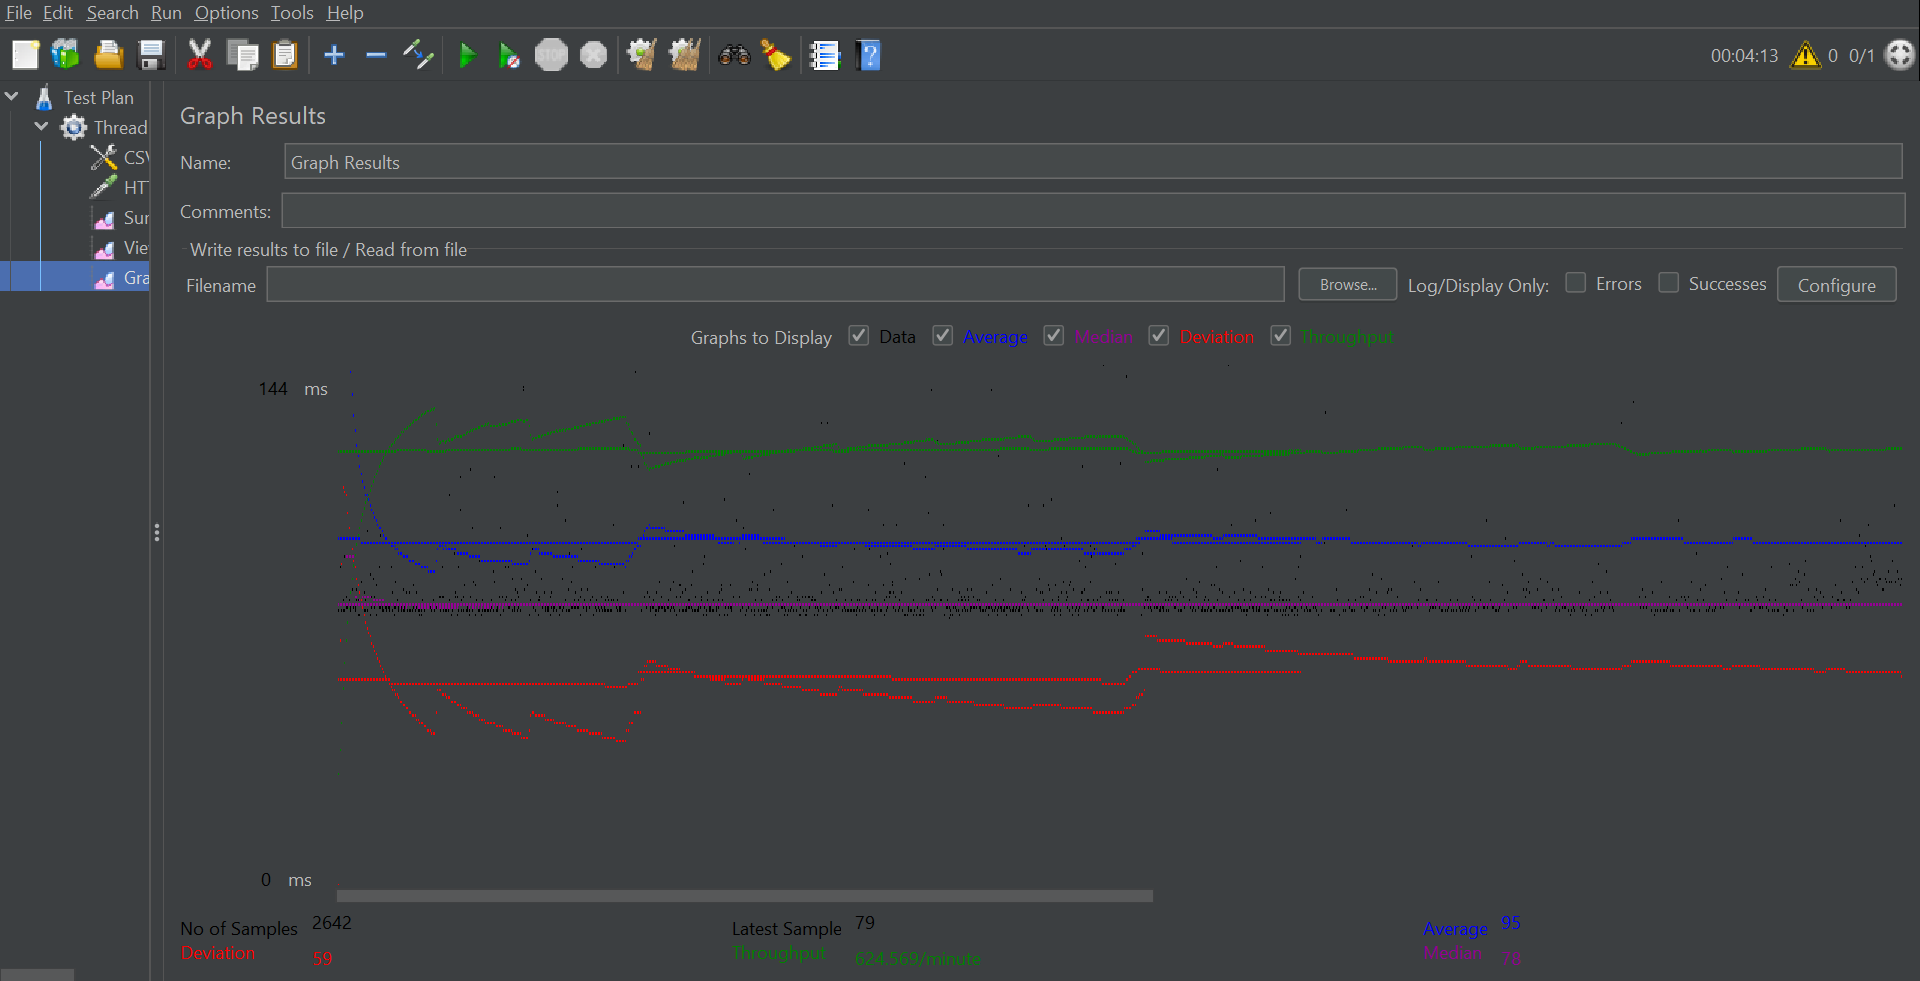 File Edit Search Run Options Tools Help
STOP
00:04:13 0 0/1
Test Plan
Thread
CSV
HT
Sur
Vie
Gra
Graph Results
Name: Graph Results
Comments:
Write results to file / Read from file
Filename Browse... Log/Display Only: Errors Successes Configure
Graphs to Display Data Average Median Deviation Throughput
144 ms
0 ms
No of Samples 2642 Latest Sample 79 Average 95
Deviation 59 Throughput 624.569/minute Median 78